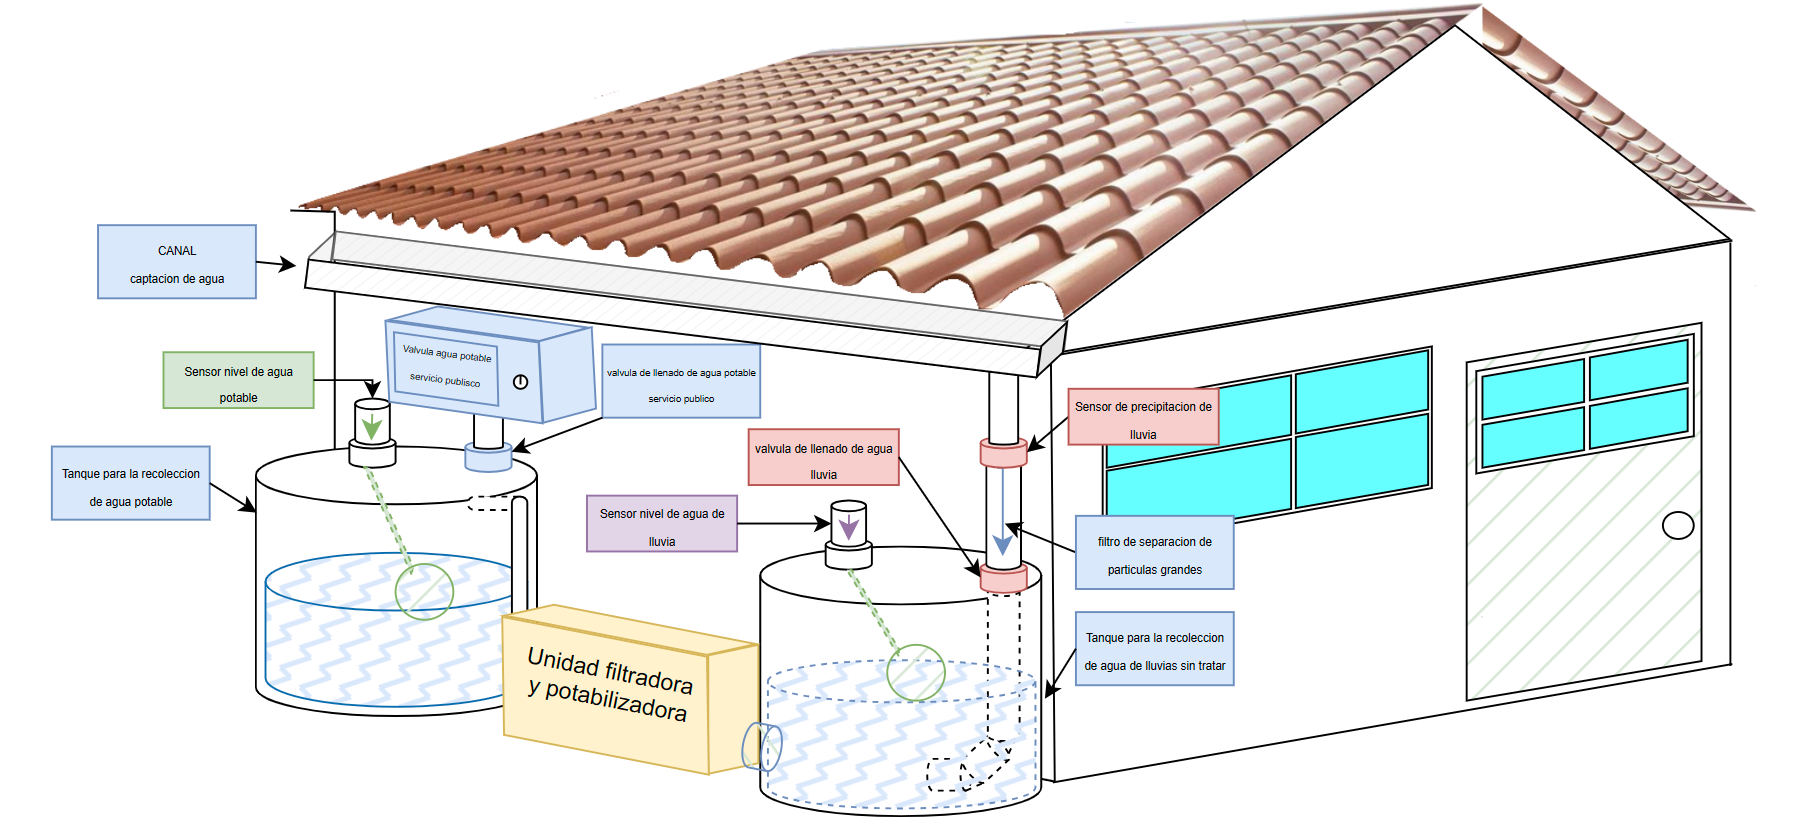 CANAL
captacion de agua
Valvula agua potable
servicio publisco
valvula de llenado de agua potable
servicio publico
Sensor nivel de agua
potable
Sensor de precipitacion de
lluvia
valvula de llenado de agua
lluvia
Tanque para la recoleccion
de agua potable
Sensor nivel de agua de
lluvia
filtro de separacion de
particulas grandes
Tanque para la recoleccion
de agua de lluvias sin tratar
Unidad filtradora
y potabilizadora